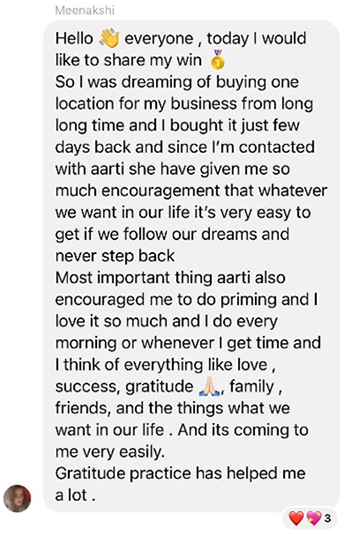 Meenakshi
Hello 👋 everyone , today I would
like to share my win 🏅
So I was dreaming of buying one
location for my business from long
long time and I bought it just few
days back and since I'm contacted
with aarti she have given me so
much encouragement that whatever
we want in our life it's very easy to
get if we follow our dreams and
never step back
Most important thing aarti also
encouraged me to do priming and I
love it so much and I do every
morning or whenever I get time and
I think of everything like love ,
success, gratitude 🙏🏻, family ,
friends, and the things what we
want in our life . And its coming to
me very easily.
Gratitude practice has helped me
a lot .
❤️💖 3